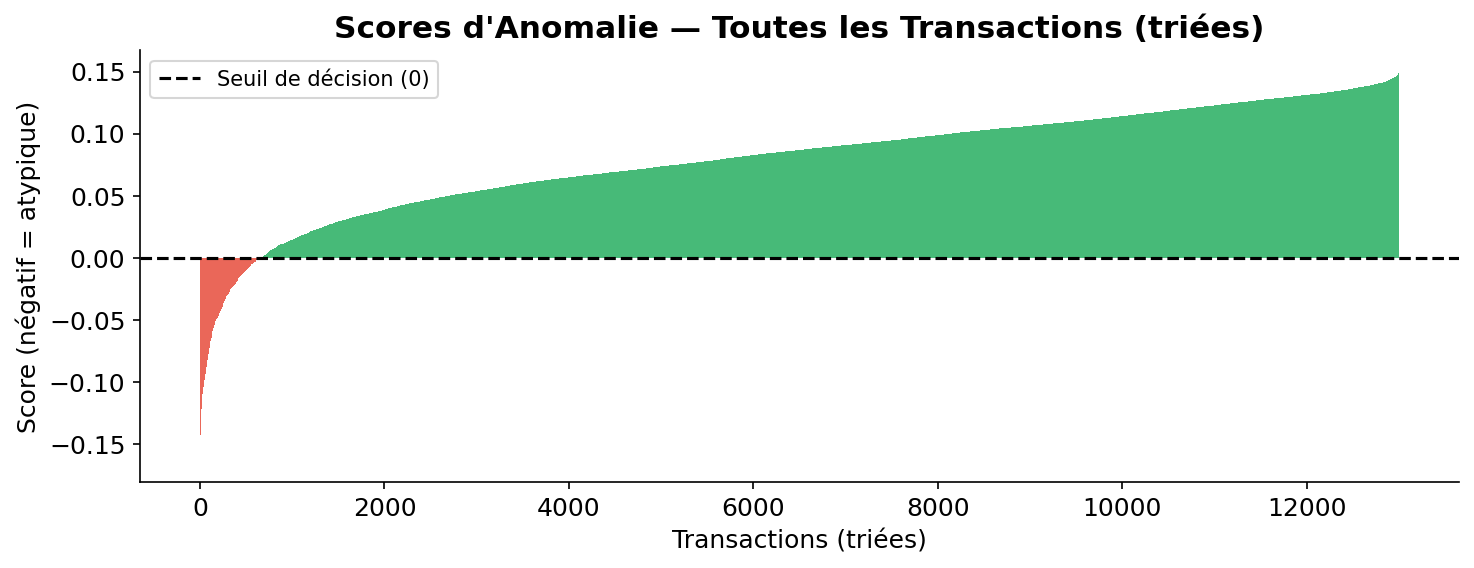 Scores d'Anomalie — Toutes les Transactions (triées)
Seuil de décision (0)
Score (négatif = atypique)
0.15
0.10
0.05
0.00
−0.05
−0.10
−0.15
0 2000 4000 6000 8000 10000 12000
Transactions (triées)